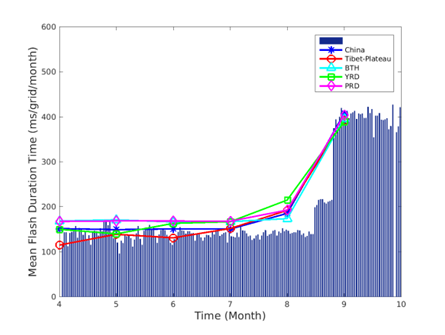 600
500
400
300
200
100
0
4 5 6 7 8 9 10
Mean Flash Duration Time (ms/grid/month)
Time (Month)
China
Tibet-Plateau
BTH
YRD
PRD